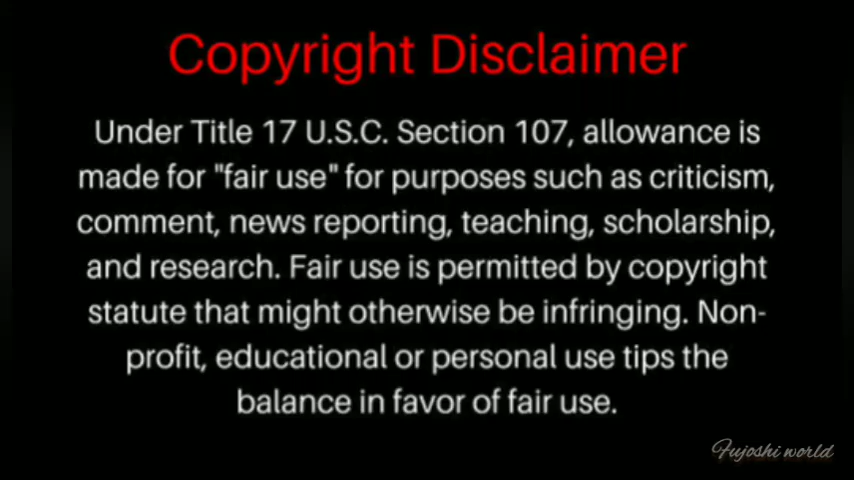 Copyright Disclaimer
Under Title 17 U.S.C. Section 107, allowance is
made for "fair use" for purposes such as criticism,
comment, news reporting, teaching, scholarship,
and research. Fair use is permitted by copyright
statute that might otherwise be infringing. Non-
profit, educational or personal use tips the
balance in favor of fair use.
Fujoshi world